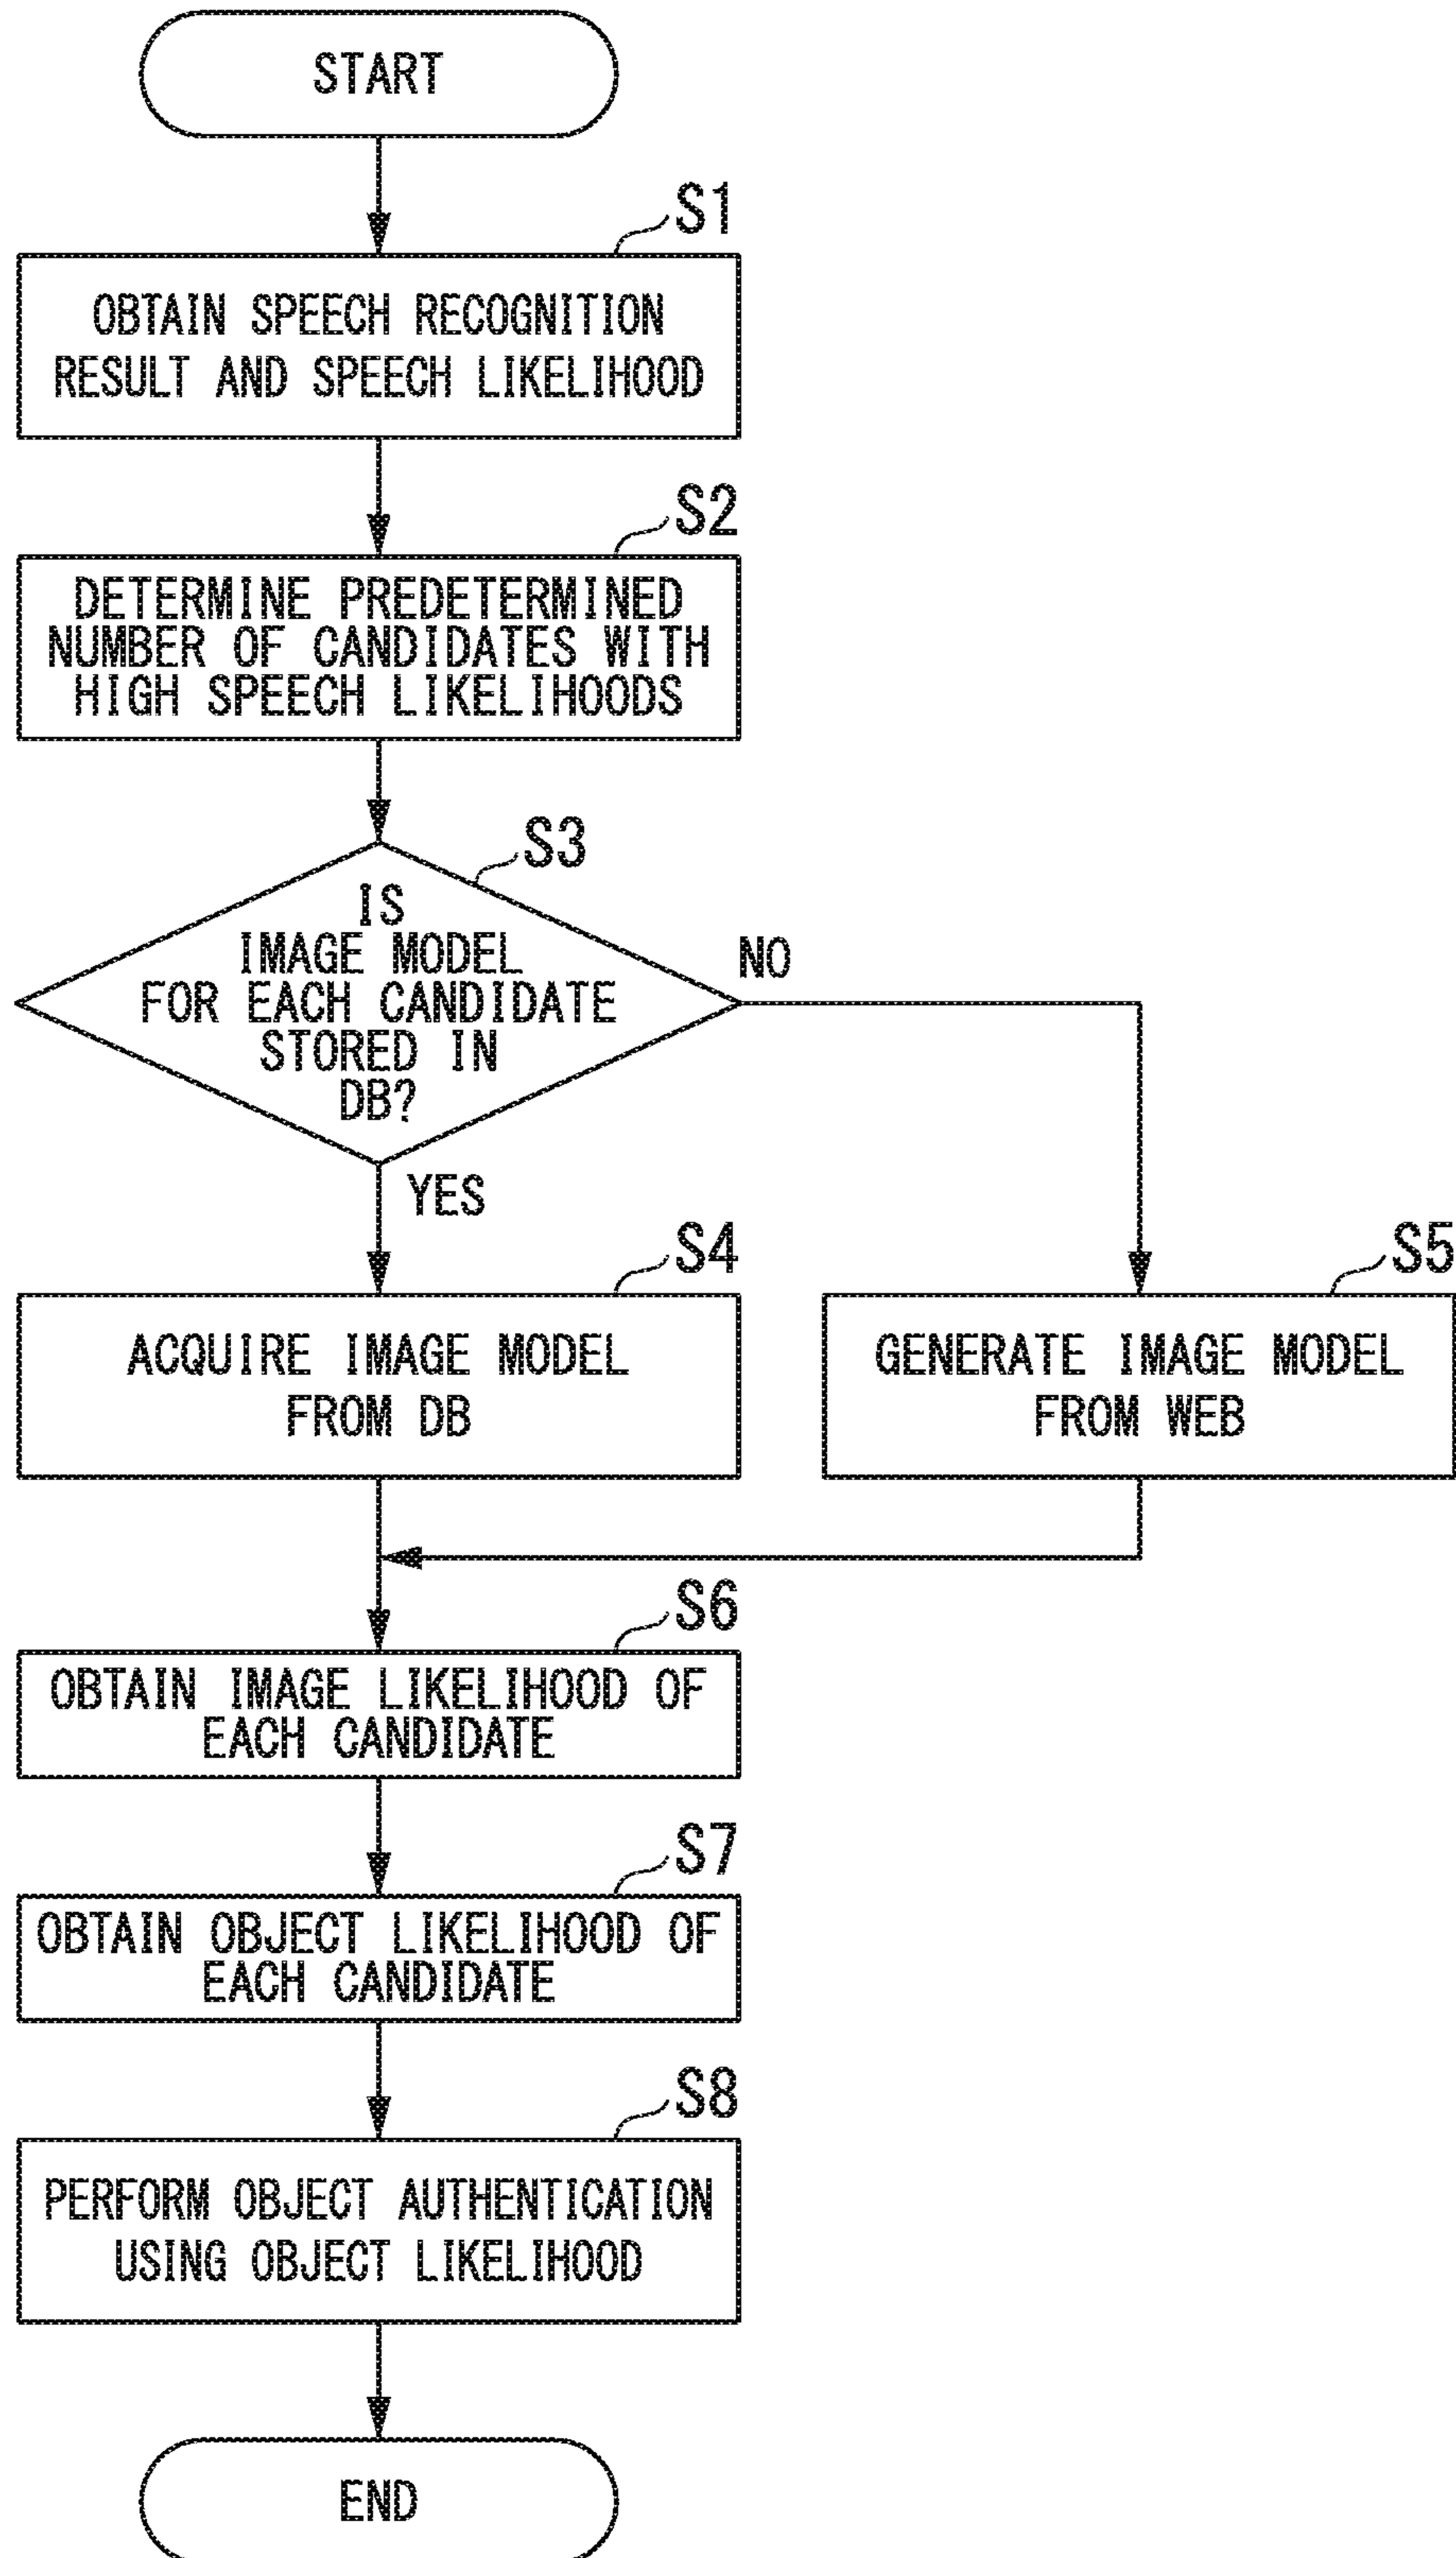 START
S1
OBTAIN SPEECH RECOGNITION
RESULT AND SPEECH LIKELIHOOD
S2
DETERMINE PREDETERMINED
NUMBER OF CANDIDATES WITH
HIGH SPEECH LIKELIHOODS
S3
IS
IMAGE MODEL
FOR EACH CANDIDATE
STORED IN
DB?
NO
YES
S4
ACQUIRE IMAGE MODEL
FROM DB
S5
GENERATE IMAGE MODEL
FROM WEB
S6
OBTAIN IMAGE LIKELIHOOD OF
EACH CANDIDATE
S7
OBTAIN OBJECT LIKELIHOOD OF
EACH CANDIDATE
S8
PERFORM OBJECT AUTHENTICATION
USING OBJECT LIKELIHOOD
END